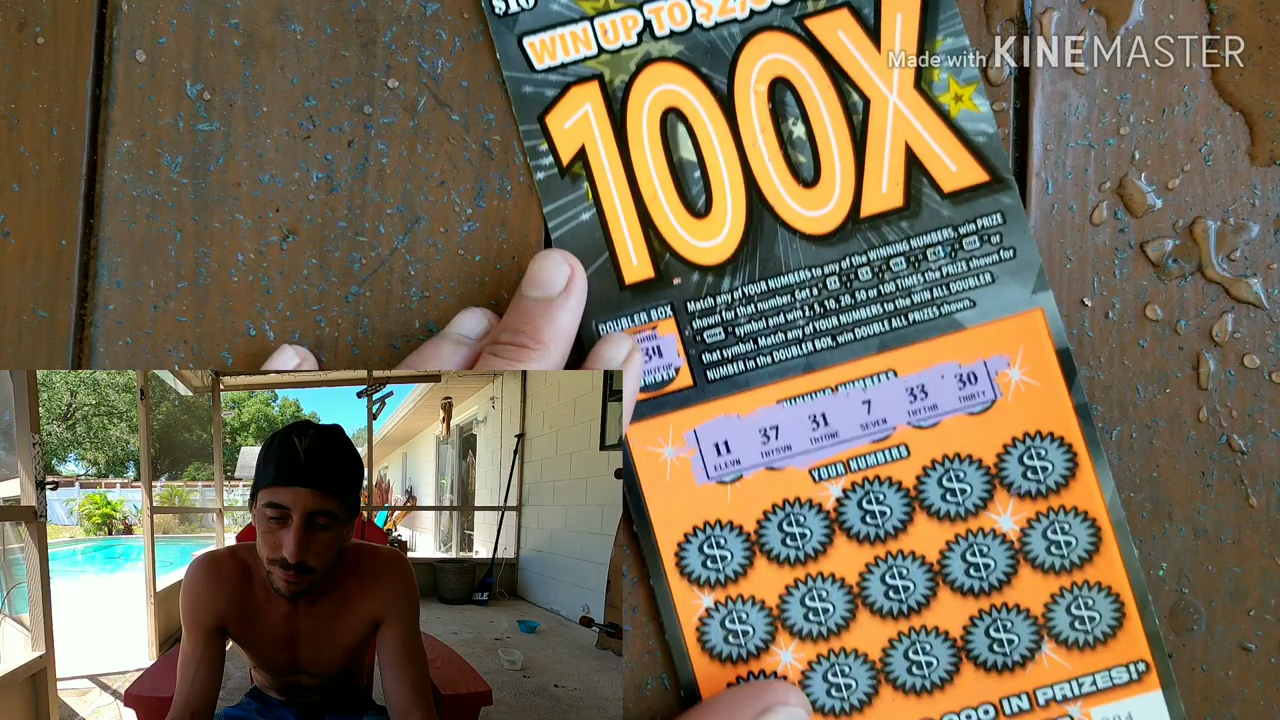 $10
WIN UP TO
Made with KINEMASTER
100X
Match any of YOUR NUMBERS to any of the WINNING NUMBERS, win PRIZE
shown for that number. Get a
symbol and win 2, 5, 10, 20, 50 or 100 TIMES the PRIZE shown for
that symbol. Match any of YOUR NUMBERS to the WIN ALL DOUBLER
NUMBER in the DOUBLER BOX, win DOUBLE ALL PRIZES shown.
DOUBLER BOX
34
11 37 31 7 33 30
ELEVN THYSVN THYONE SEVEN THYTHR THIRTY
YOUR NUMBERS
$ $ $ $ $
$ $ $ $ $
$ $ $ $
IN PRIZES!*